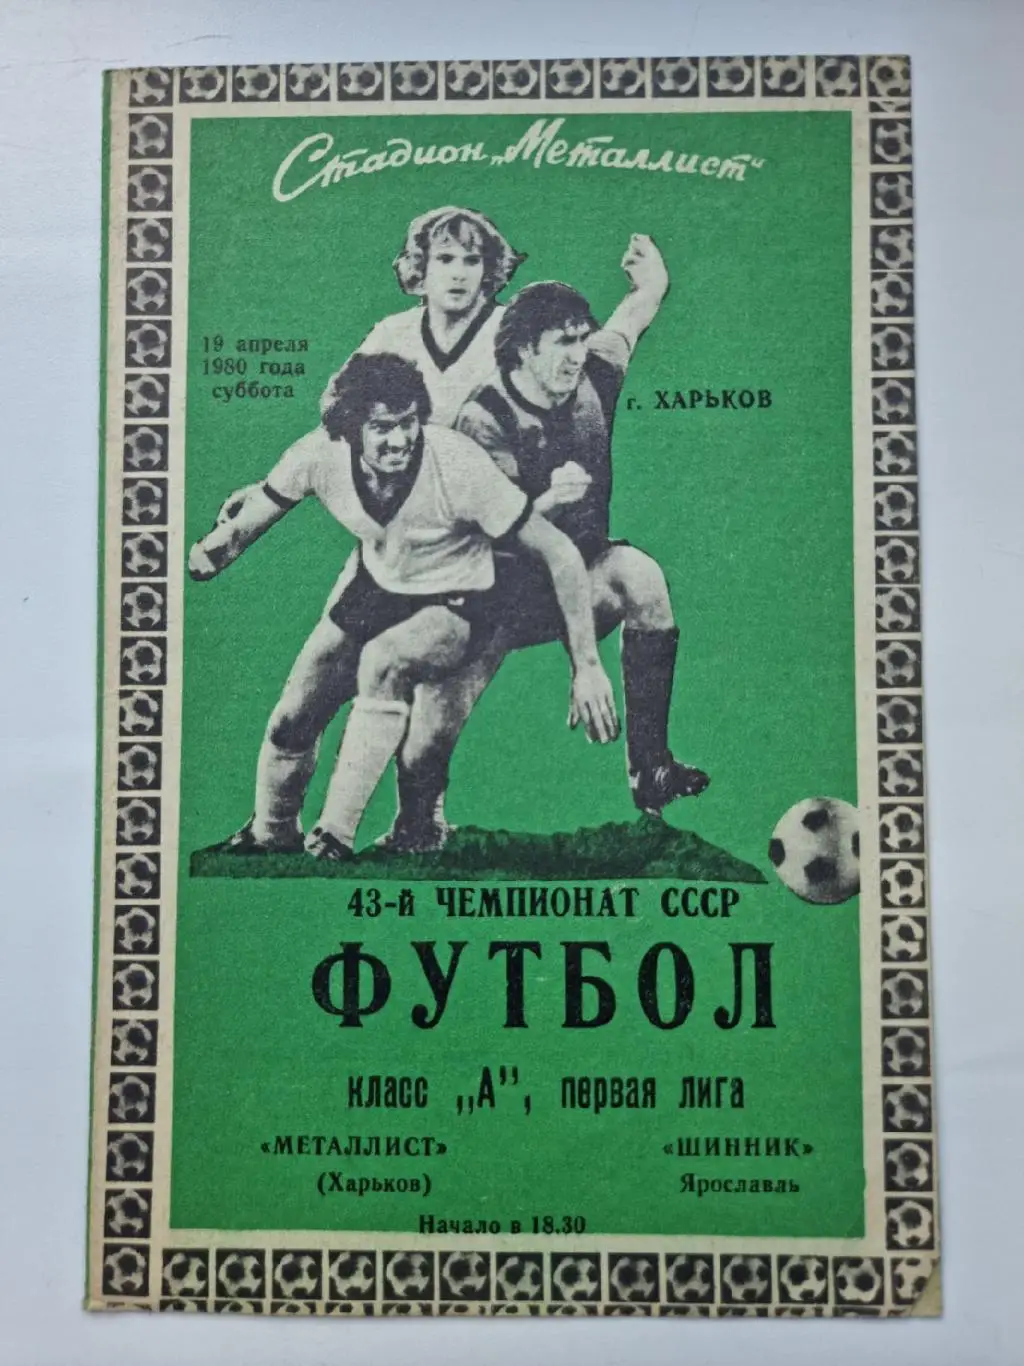 Стадион „Металлист“
19 апреля
1980 года
суббота
г. ХАРЬКОВ
43-й ЧЕМПИОНАТ СССР
ФУТБОЛ
класс „А”, первая лига
«МЕТАЛЛИСТ» «ШИННИК»
(Харьков) Ярославль
Начало в 18.30